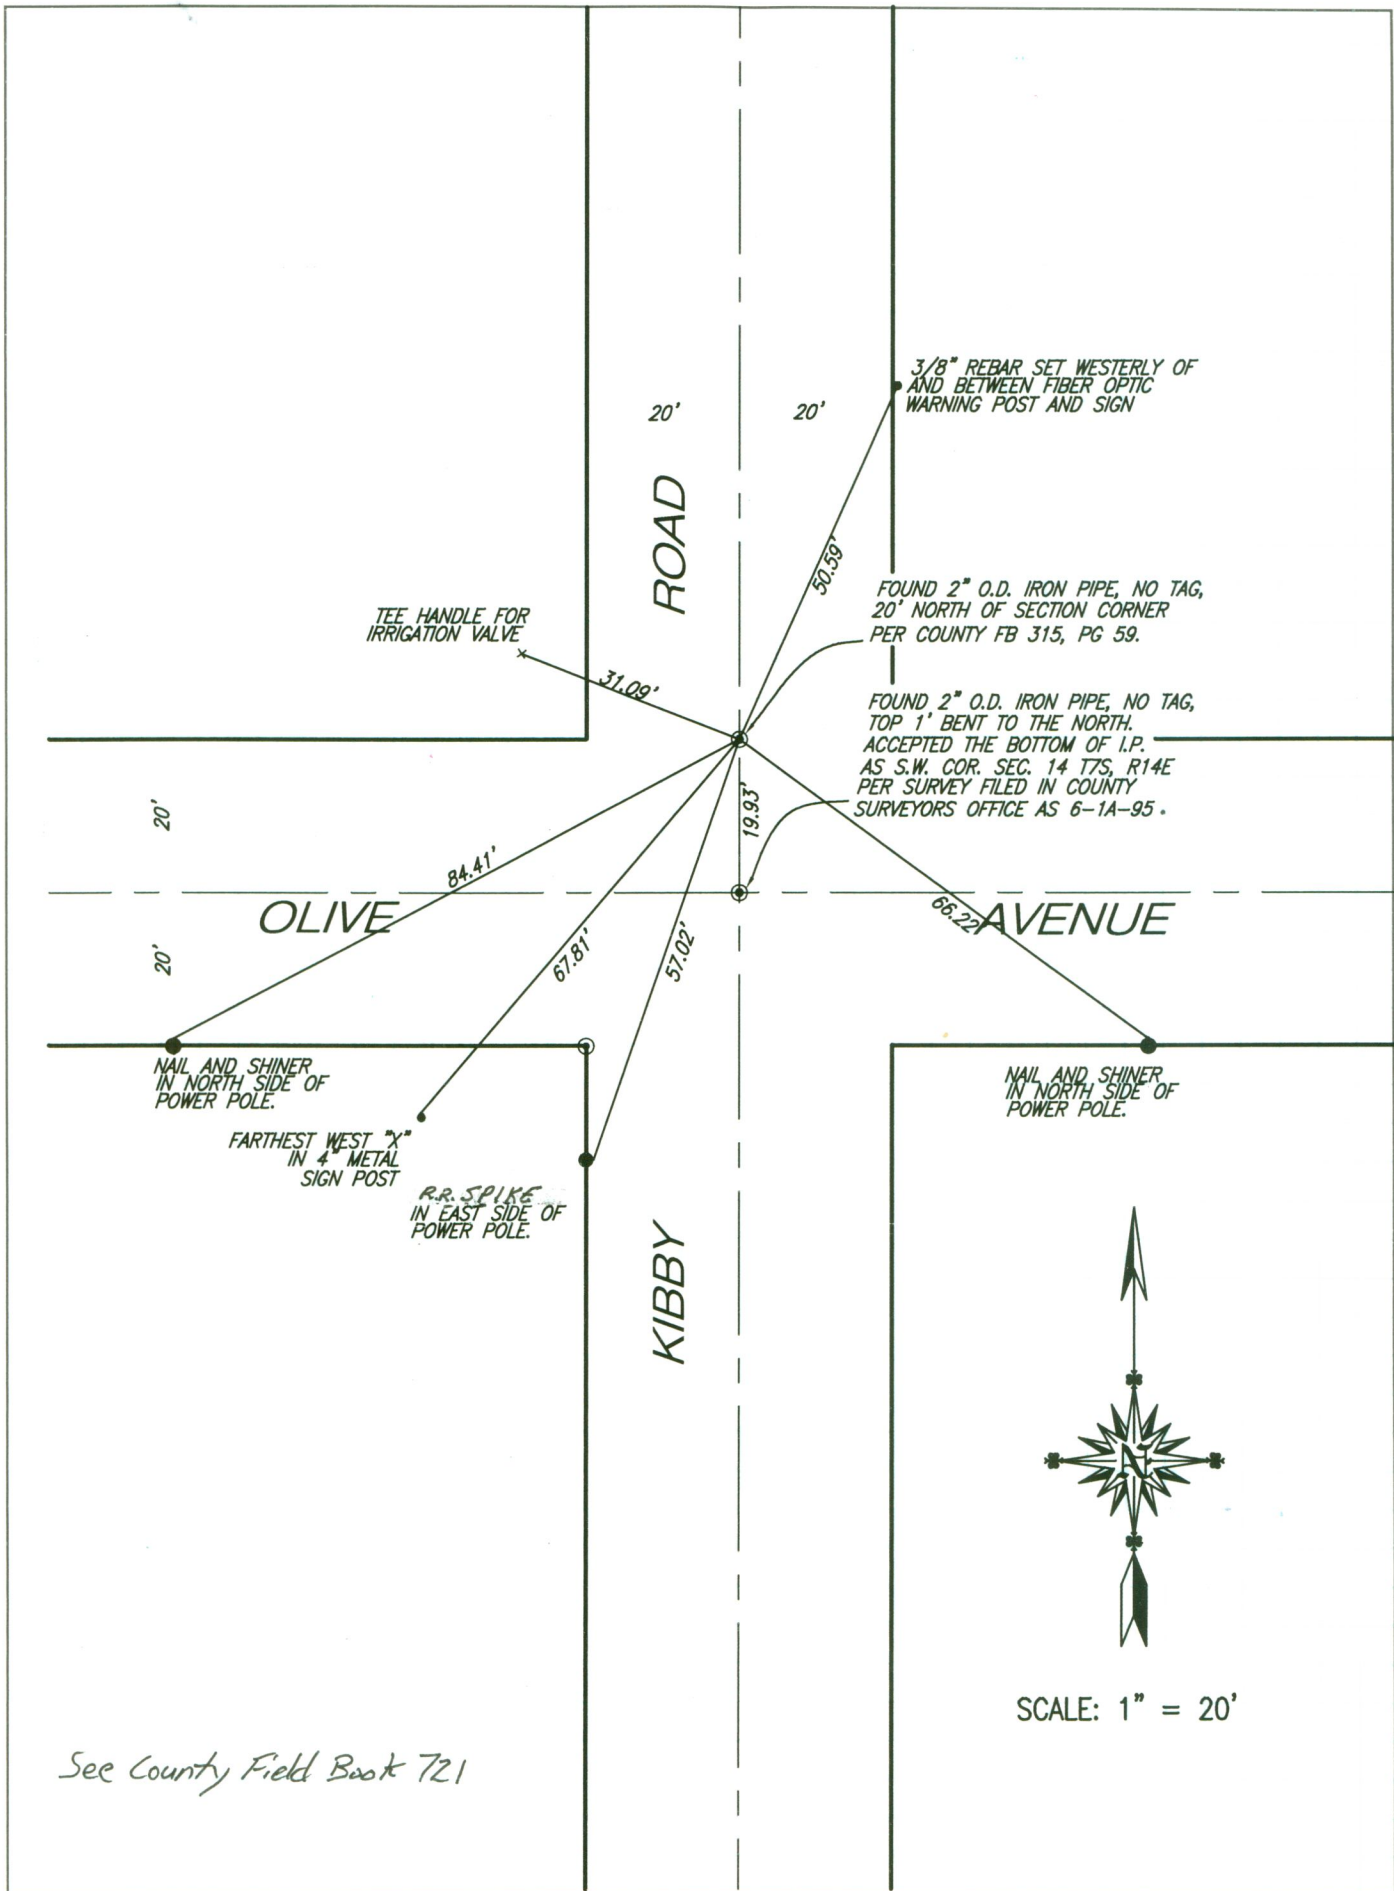 3/8" REBAR SET WESTERLY OF
AND BETWEEN FIBER OPTIC
WARNING POST AND SIGN
20'
20'
ROAD
50.59'
FOUND 2" O.D. IRON PIPE, NO TAG,
20' NORTH OF SECTION CORNER
PER COUNTY FB 315, PG 59.
TEE HANDLE FOR
IRRIGATION VALVE
31.09'
FOUND 2" O.D. IRON PIPE, NO TAG,
TOP 1' BENT TO THE NORTH.
ACCEPTED THE BOTTOM OF I.P.
AS S.W. COR. SEC. 14 T7S, R14E
PER SURVEY FILED IN COUNTY
SURVEYORS OFFICE AS 6-1A-95.
20'
19.93'
84.41'
OLIVE
AVENUE
66.22'
20'
67.81'
57.02'
NAIL AND SHINER
IN NORTH SIDE OF
POWER POLE.
NAIL AND SHINER
IN NORTH SIDE OF
POWER POLE.
FARTHEST WEST "X"
IN 4" METAL
SIGN POST
R.R. SPIKE
IN EAST SIDE OF
POWER POLE.
KIBBY
N
SCALE: 1" = 20'
See County Field Book 721